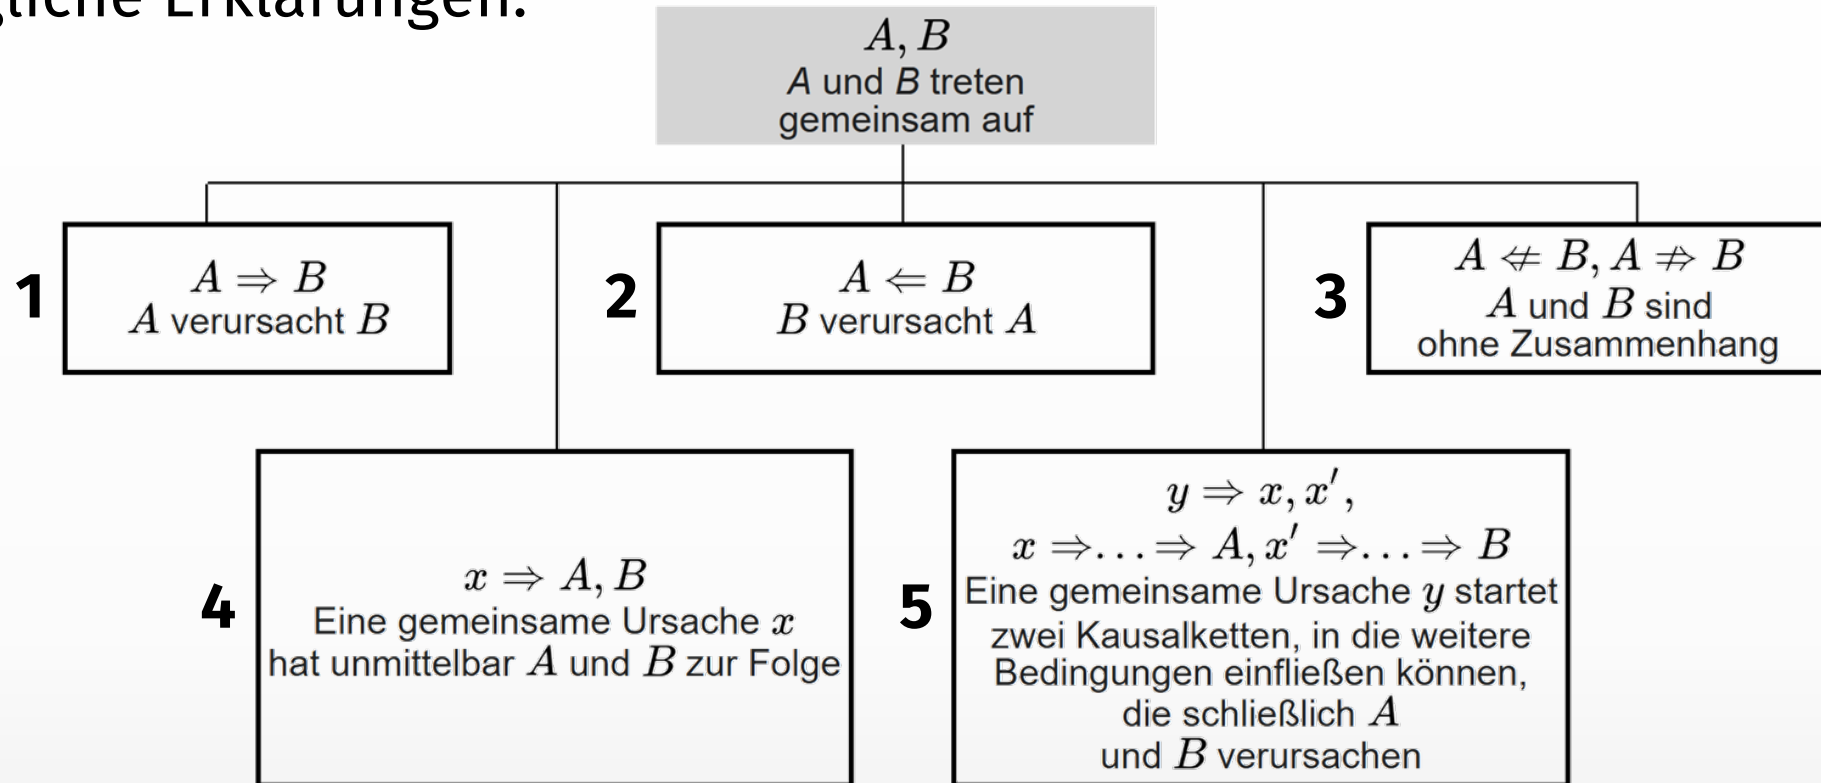 gliche Erklärungen:
A, B
A und B treten
gemeinsam auf
1
A ⇒ B
A verursacht B
2
A ⇐ B
B verursacht A
3
A ⇍ B, A ⇏ B
A und B sind
ohne Zusammenhang
4
x ⇒ A, B
Eine gemeinsame Ursache x
hat unmittelbar A und B zur Folge
5
y ⇒ x, x′,
x ⇒…⇒ A, x′ ⇒…⇒ B
Eine gemeinsame Ursache y startet
zwei Kausalketten, in die weitere
Bedingungen einfließen können,
die schließlich A
und B verursachen